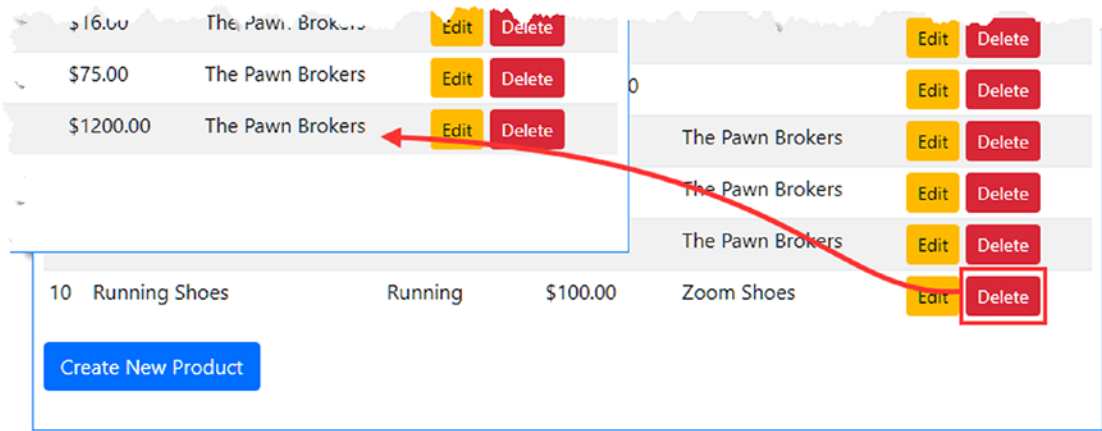 $16.00 The Pawn Brokers Edit Delete
Edit Delete
$75.00 The Pawn Brokers Edit Delete
0 Edit Delete
$1200.00 The Pawn Brokers Edit Delete
The Pawn Brokers Edit Delete
The Pawn Brokers Edit Delete
The Pawn Brokers Edit Delete
10 Running Shoes Running $100.00 Zoom Shoes Edit Delete
Create New Product